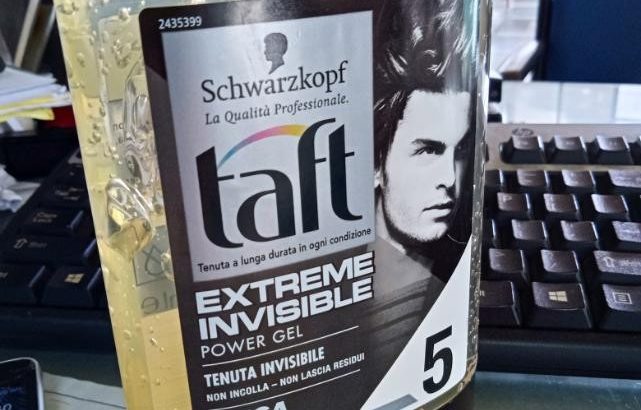 2435399
Schwarzkopf
La Qualità Professionale.
taft
Tenuta a lunga durata in ogni condizione
EXTREME
INVISIBLE
POWER GEL
TENUTA INVISIBILE
NON INCOLLA – NON LASCIA RESIDUI
5